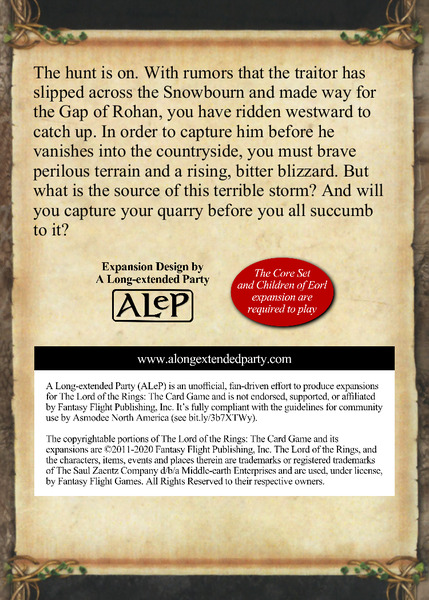 The hunt is on. With rumors that the traitor has
slipped across the Snowbourn and made way for
the Gap of Rohan, you have ridden westward to
catch up. In order to capture him before he
vanishes into the countryside, you must brave
perilous terrain and a rising, bitter blizzard. But
what is the source of this terrible storm? And will
you capture your quarry before you all succumb
to it?
Expansion Design by
A Long-extended Party
ALeP
The Core Set
and Children of Eorl
expansion are
required to play
www.alongextendedparty.com
A Long-extended Party (ALeP) is an unofficial, fan-driven effort to produce expansions
for The Lord of the Rings: The Card Game and is not endorsed, supported, or affiliated
by Fantasy Flight Publishing, Inc. It's fully compliant with the guidelines for community
use by Asmodee North America (see bit.ly/3b7XTWy).
The copyrightable portions of The Lord of the Rings: The Card Game and its
expansions are ©2011-2020 Fantasy Flight Publishing, Inc. The Lord of the Rings, and
the characters, items, events and places therein are trademarks or registered trademarks
of The Saul Zaentz Company d/b/a Middle-earth Enterprises and are used, under license,
by Fantasy Flight Games. All Rights Reserved to their respective owners.